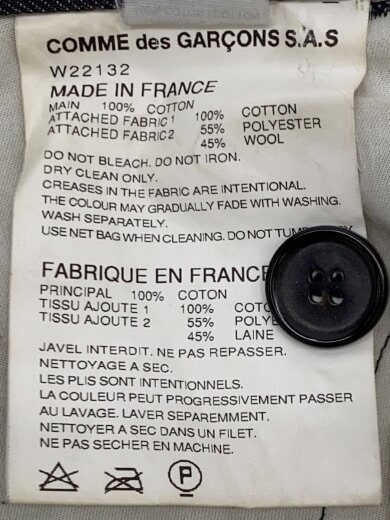 COMME des GARÇONS S.A.S
W22132
MADE IN FRANCE
MAIN 100% COTTON
ATTACHED FABRIC1 100% COTTON
ATTACHED FABRIC2 55% POLYESTER
45% WOOL
DO NOT BLEACH. DO NOT IRON.
DRY CLEAN ONLY.
CREASES IN THE FABRIC ARE INTENTIONAL.
THE COLOUR MAY GRADUALLY FADE WITH WASHING.
WASH SEPARATELY.
USE NET BAG WHEN CLEANING. DO NOT
FABRIQUE EN FRANCE
PRINCIPAL 100% COTON
TISSU AJOUTE 1 100%
TISSU AJOUTE 2 55%
45% LAINE
JAVEL INTERDIT. NE PAS REPASSER.
NETTOYAGE A SEC.
LES PLIS SONT INTENTIONNELS.
LA COULEUR PEUT PROGRESSIVEMENT PASSER
AU LAVAGE. LAVER SEPAREMMENT.
NETTOYER A SEC DANS UN FILET.
NE PAS SECHER EN MACHINE.
P